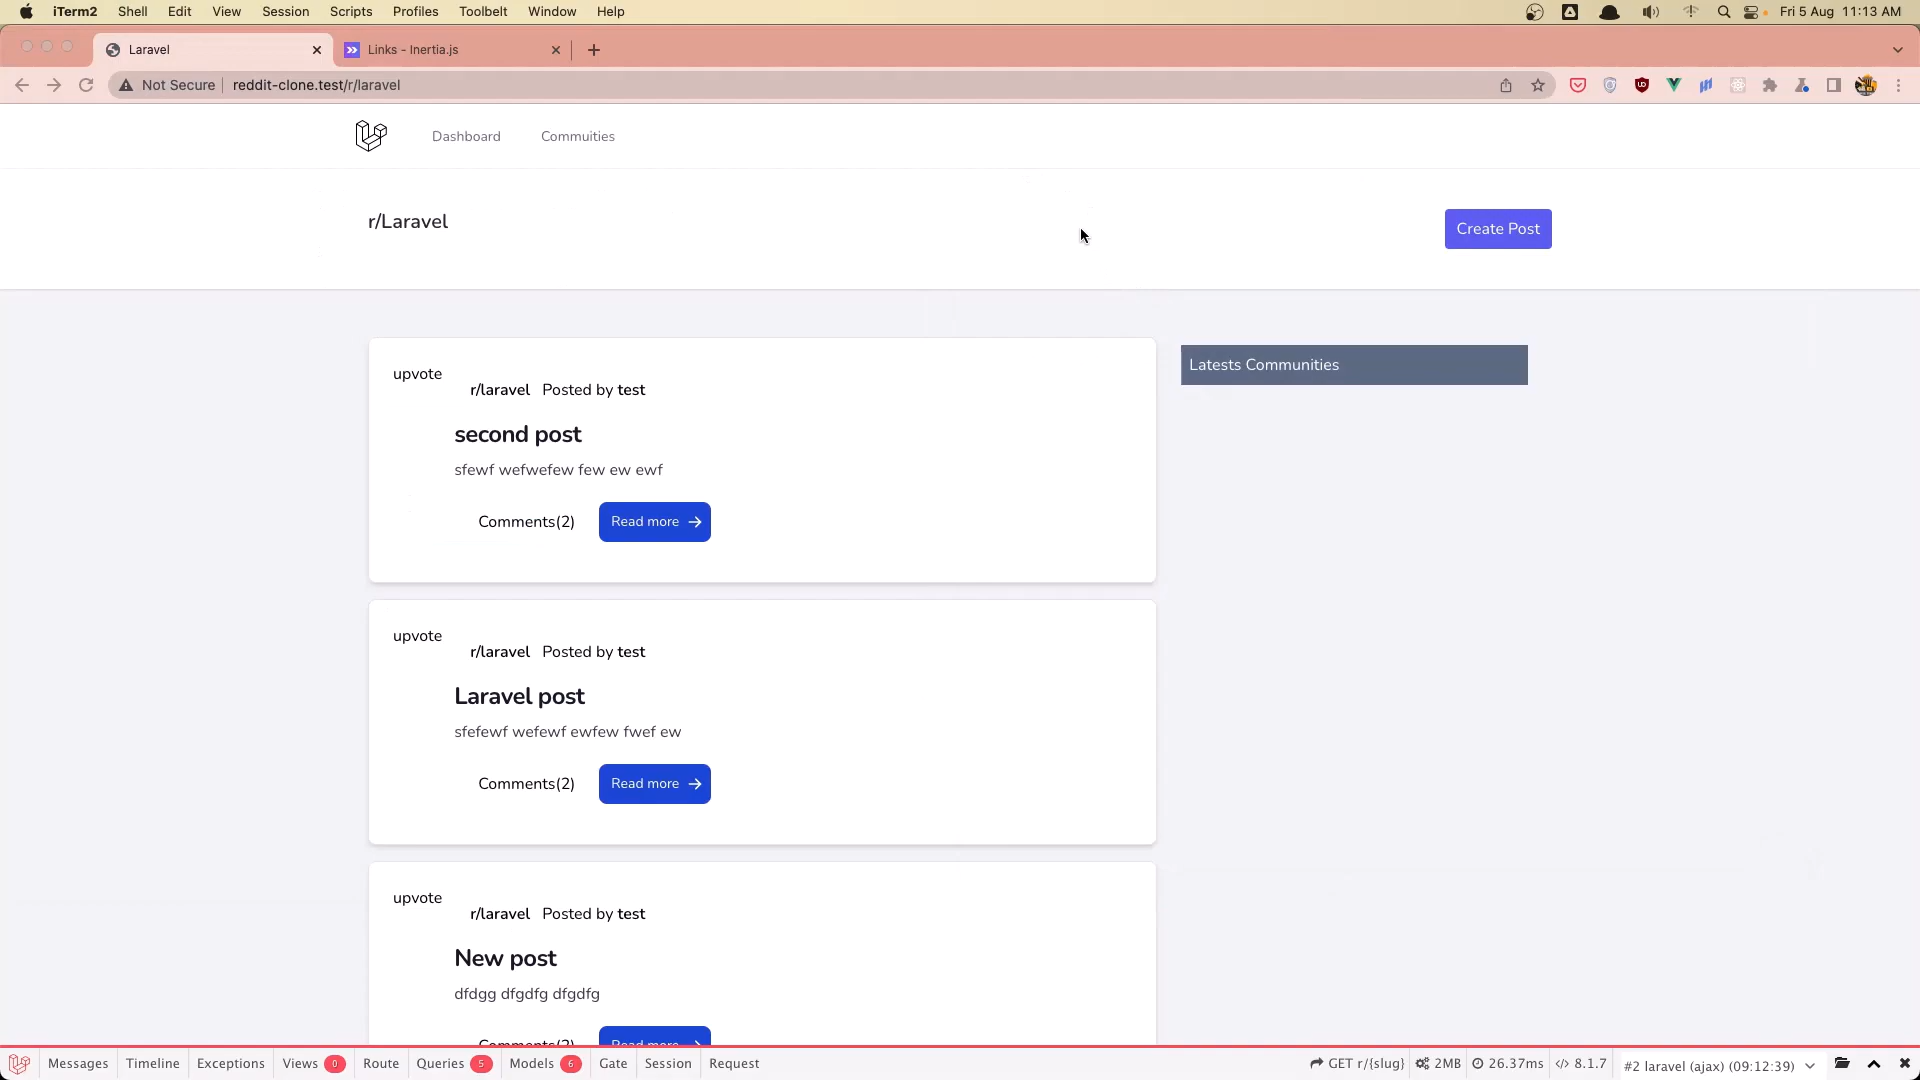 iTerm2 Shell Edit View Session Scripts Profiles Toolbelt Window Help Fri 5 Aug 11:13 AM
Laravel Links - Inertia.js
Not Secure reddit-clone.test/r/laravel
Dashboard Commuities
r/Laravel
Create Post
upvote
r/laravel Posted by test
second post
sfewf wefwefew few ew ewf
Comments(2) Read more
Latests Communities
upvote
r/laravel Posted by test
Laravel post
sfefewf wefewf ewfew fwef ew
Comments(2) Read more
upvote
r/laravel Posted by test
New post
dfdgg dfgdfg dfgdfg
Comments(2) Read more
Messages Timeline Exceptions Views 0 Route Queries 5 Models 6 Gate Session Request GET r/{slug} 2MB 26.37ms 8.1.7 #2 laravel (ajax) (09:12:39)